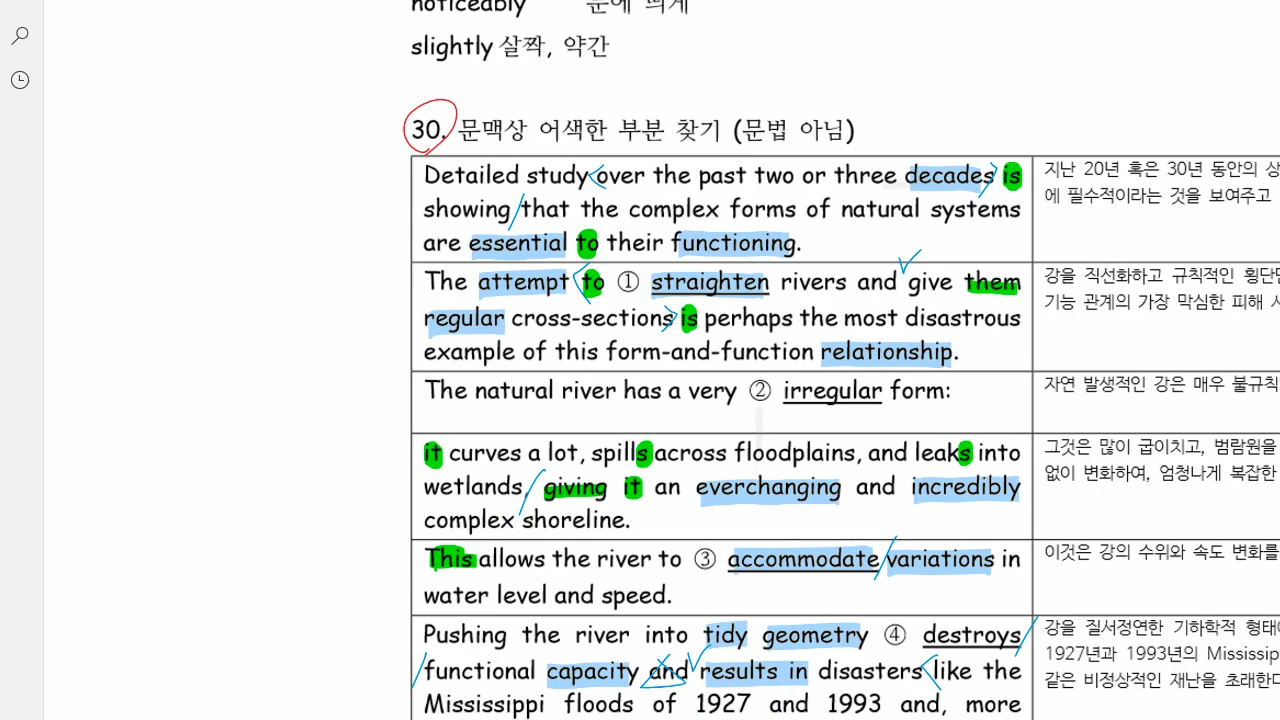 noticeably 눈에 띄게
slightly 살짝, 약간
30. 문맥상 어색한 부분 찾기 (문법 아님)
Detailed study over the past two or three decades is
showing that the complex forms of natural systems
are essential to their functioning.
지난 20년 혹은 30년 동안의 상
에 필수적이라는 것을 보여주고
The attempt to ① straighten rivers and give them
regular cross-sections is perhaps the most disastrous
example of this form-and-function relationship.
강을 직선화하고 규칙적인 횡단면
기능 관계의 가장 막심한 피해 사
The natural river has a very ② irregular form:
자연 발생적인 강은 매우 불규칙
it curves a lot, spills across floodplains, and leaks into
wetlands, giving it an everchanging and incredibly
complex shoreline.
그것은 많이 굽이치고, 범람원을
없이 변화하여, 엄청나게 복잡한
This allows the river to ③ accommodate variations in
water level and speed.
이것은 강의 수위와 속도 변화를
Pushing the river into tidy geometry ④ destroys
functional capacity and results in disasters like the
Mississippi floods of 1927 and 1993 and, more
강을 질서정연한 기하학적 형태에
1927년과 1993년의 Mississip
같은 비정상적인 재난을 초래한다